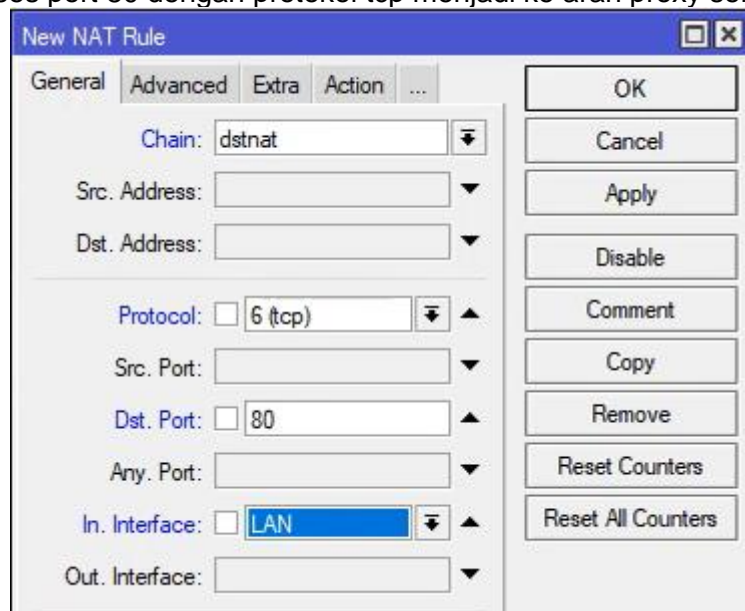 port 80 dengan protokol tcp menjadi ke arah proxy
New NAT Rule
General Advanced Extra Action ...
OK
Chain: dstnat
Cancel
Src. Address:
Apply
Dst. Address:
Disable
Protocol: 6 (tcp)
Comment
Src. Port:
Copy
Dst. Port: 80
Remove
Any. Port:
Reset Counters
In. Interface: LAN
Reset All Counters
Out. Interface: